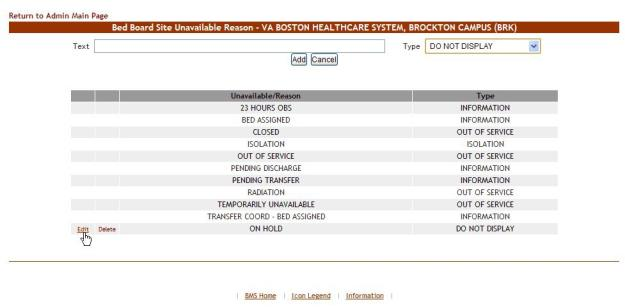 Return to Admin Main Page
Bed Board Site Unavailable Reason - VA BOSTON HEALTHCARE SYSTEM, BROCKTON CAMPUS (BRK)
Text Type DO NOT DISPLAY
Add Cancel
Unavailable/Reason Type
23 HOURS OBS INFORMATION
BED ASSIGNED INFORMATION
CLOSED OUT OF SERVICE
ISOLATION ISOLATION
OUT OF SERVICE OUT OF SERVICE
PENDING DISCHARGE INFORMATION
PENDING TRANSFER INFORMATION
RADIATION OUT OF SERVICE
TEMPORARILY UNAVAILABLE OUT OF SERVICE
TRANSFER COORD - BED ASSIGNED INFORMATION
Edit Delete ON HOLD DO NOT DISPLAY
| BMS Home | Icon Legend | Information |